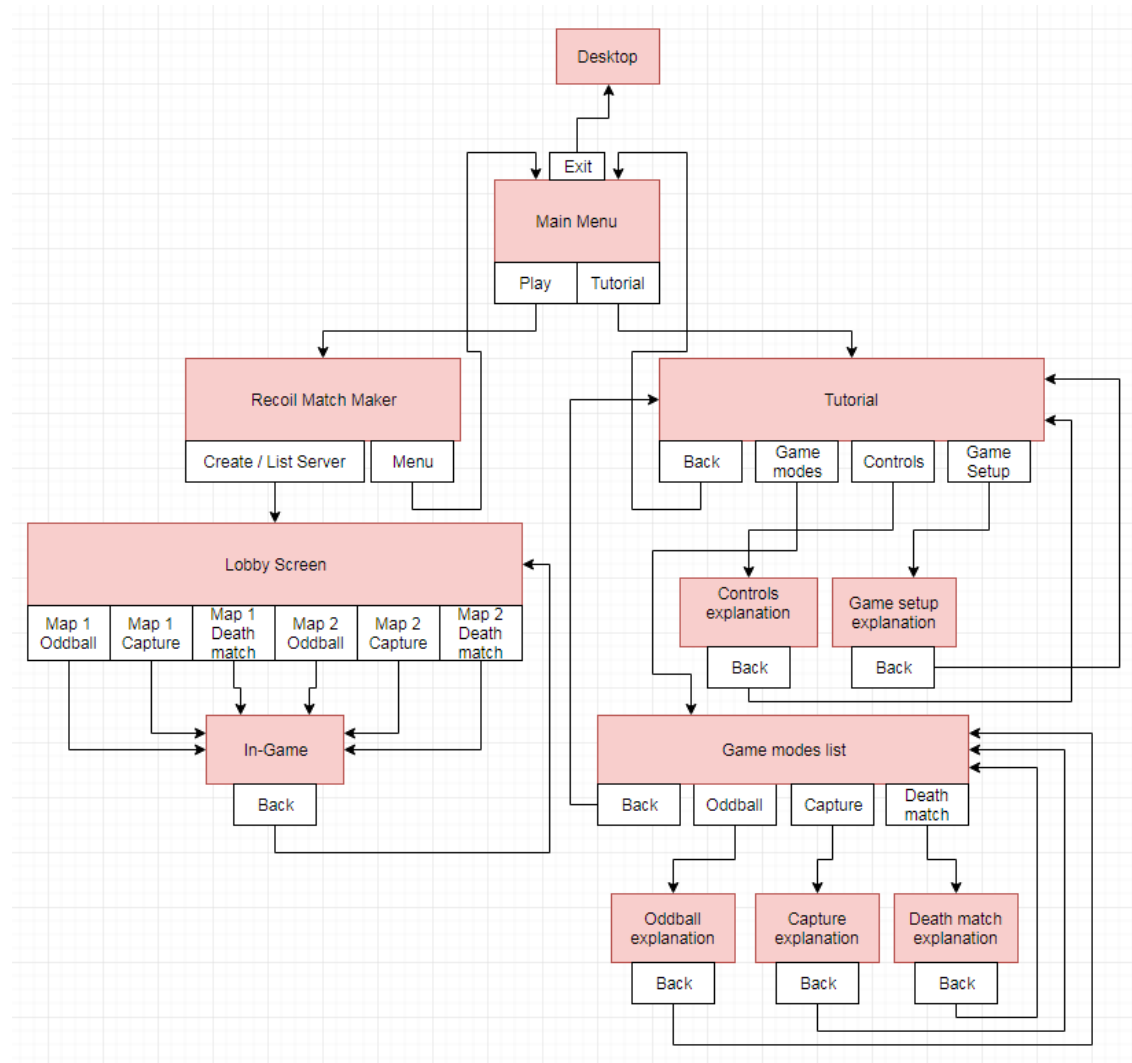 Desktop
Exit
Main Menu
Play
Tutorial
Recoil Match Maker
Create / List Server
Menu
Tutorial
Back
Game
modes
Controls
Game
Setup
Lobby Screen
Map 1
Oddball
Map 1
Capture
Map 1
Death
match
Map 2
Oddball
Map 2
Capture
Map 2
Death
match
Controls
explanation
Back
Game setup
explanation
Back
In-Game
Back
Game modes list
Back
Oddball
Capture
Death
match
Oddball
explanation
Back
Capture
explanation
Back
Death match
explanation
Back